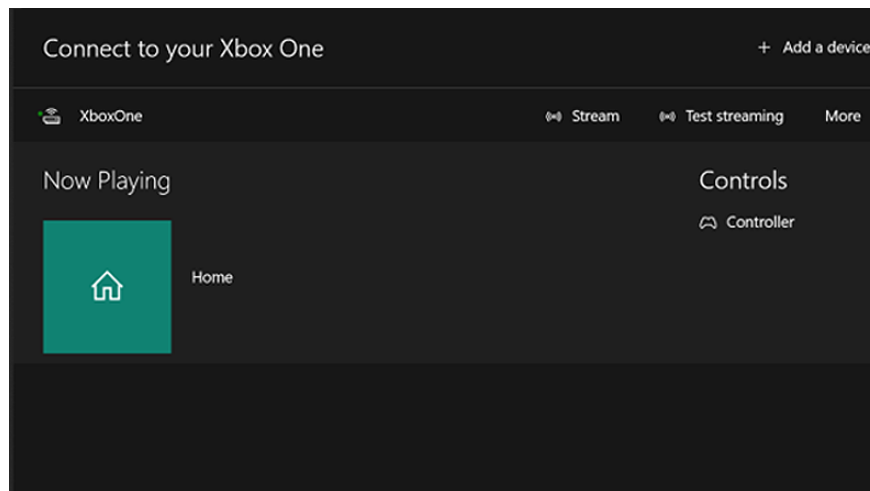 Connect to your Xbox One
+ Add a device
XboxOne
Stream
Test streaming
More
Now Playing
Controls
Controller
Home